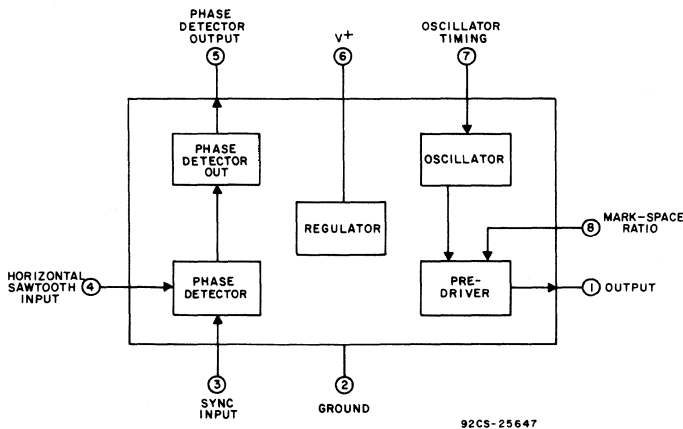 PHASE
DETECTOR
OUTPUT
5
V+
6
OSCILLATOR
TIMING
7
PHASE
DETECTOR
OUT
OSCILLATOR
REGULATOR
8
MARK-SPACE
RATIO
HORIZONTAL
SAWTOOTH
INPUT
4
PHASE
DETECTOR
PRE-
DRIVER
1
OUTPUT
3
SYNC
INPUT
2
GROUND
92CS-25647